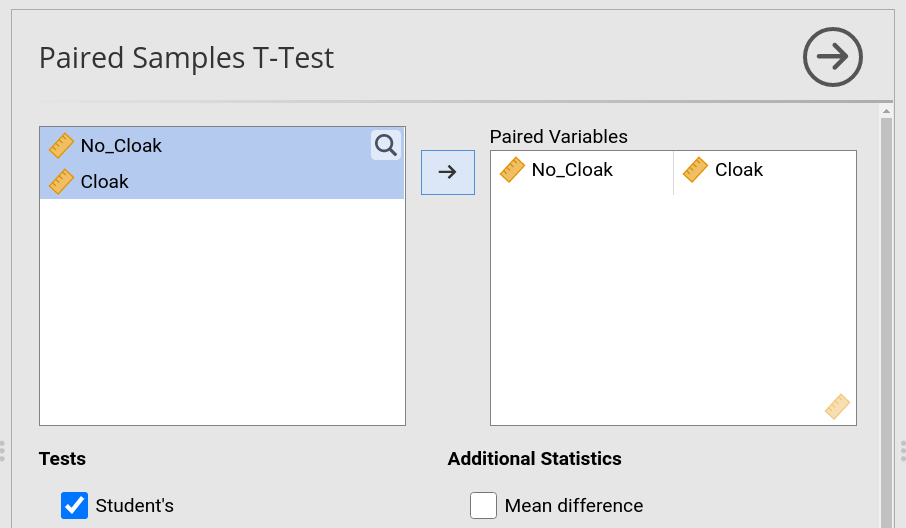 Paired Samples T-Test
No_Cloak
Cloak
Paired Variables
No_Cloak Cloak
Tests
Student's
Additional Statistics
Mean difference